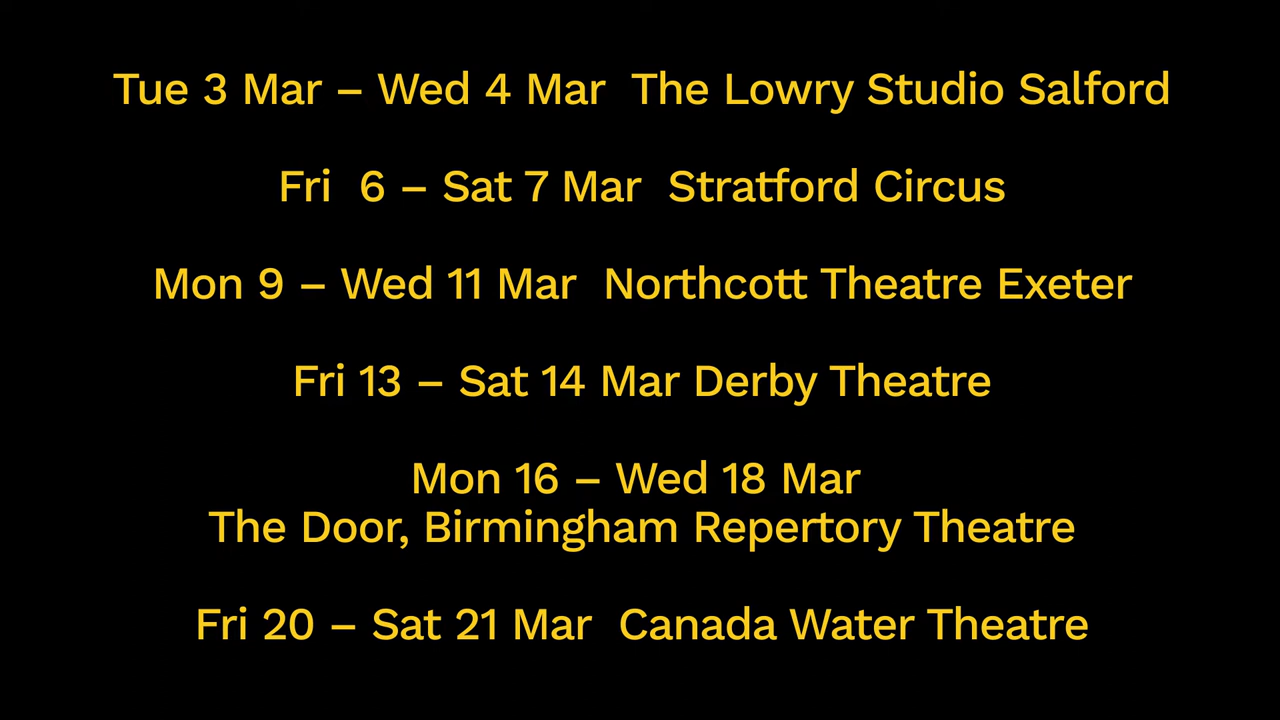 Tue 3 Mar – Wed 4 Mar  The Lowry Studio Salford
Fri  6 – Sat 7 Mar  Stratford Circus
Mon 9 – Wed 11 Mar  Northcott Theatre Exeter
Fri 13 – Sat 14 Mar Derby Theatre
Mon 16 – Wed 18 Mar
The Door, Birmingham Repertory Theatre
Fri 20 – Sat 21 Mar  Canada Water Theatre